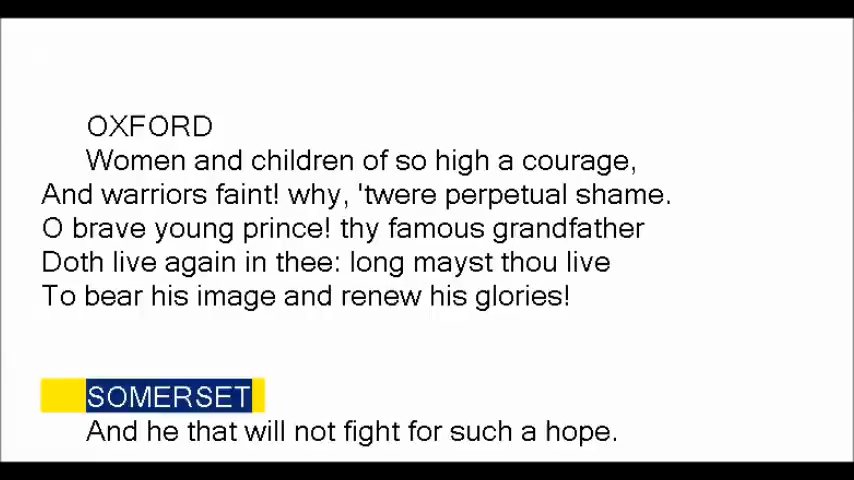 OXFORD
Women and children of so high a courage,
And warriors faint! why, 'twere perpetual shame.
O brave young prince! thy famous grandfather
Doth live again in thee: long mayst thou live
To bear his image and renew his glories!
SOMERSET
And he that will not fight for such a hope.